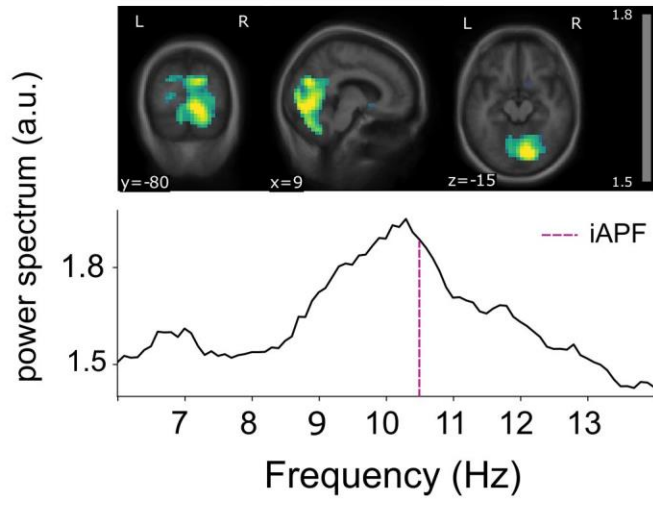 L R L R 1.8
y=-80 x=9 z=-15 1.5
power spectrum (a.u.)
1.8
1.5
iAPF
7 8 9 10 11 12 13
Frequency (Hz)